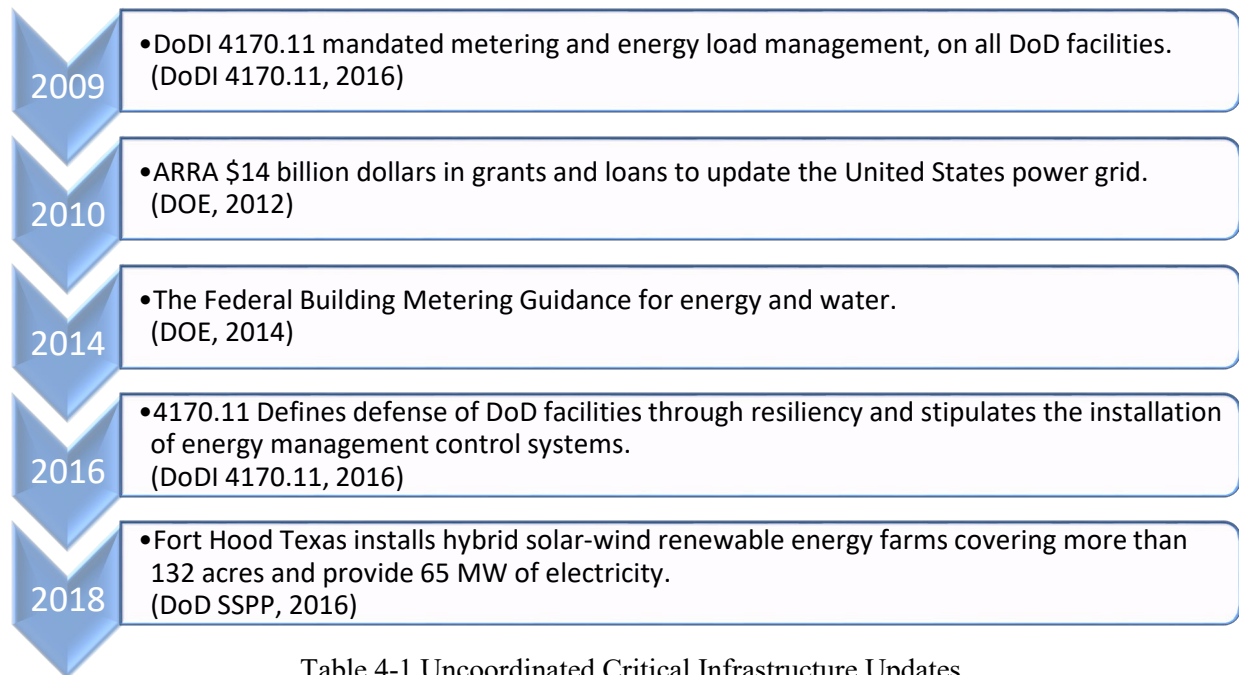 2009
•DoDI 4170.11 mandated metering and energy load management, on all DoD facilities.
(DoDI 4170.11, 2016)
2010
•ARRA $14 billion dollars in grants and loans to update the United States power grid.
(DOE, 2012)
2014
•The Federal Building Metering Guidance for energy and water.
(DOE, 2014)
2016
•4170.11 Defines defense of DoD facilities through resiliency and stipulates the installation
of energy management control systems.
(DoDI 4170.11, 2016)
2018
•Fort Hood Texas installs hybrid solar-wind renewable energy farms covering more than
132 acres and provide 65 MW of electricity.
(DoD SSPP, 2016)
Table 4-1 Uncoordinated Critical Infrastructure Updates